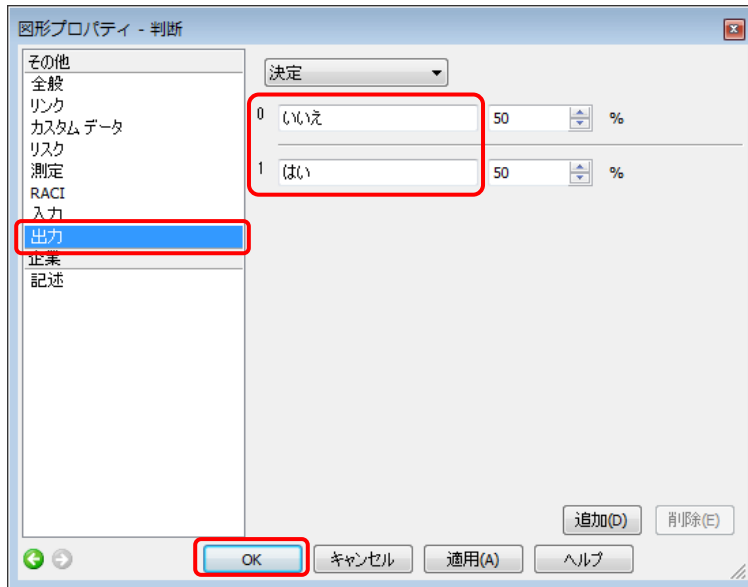 図形プロパティ - 判断
その他
全般
リンク
カスタム データ
リスク
測定
RACI
入力
出力
企業
記述
決定
0 いいえ 50 %
1 はい 50 %
追加(D) 削除(E)
OK キャンセル 適用(A) ヘルプ